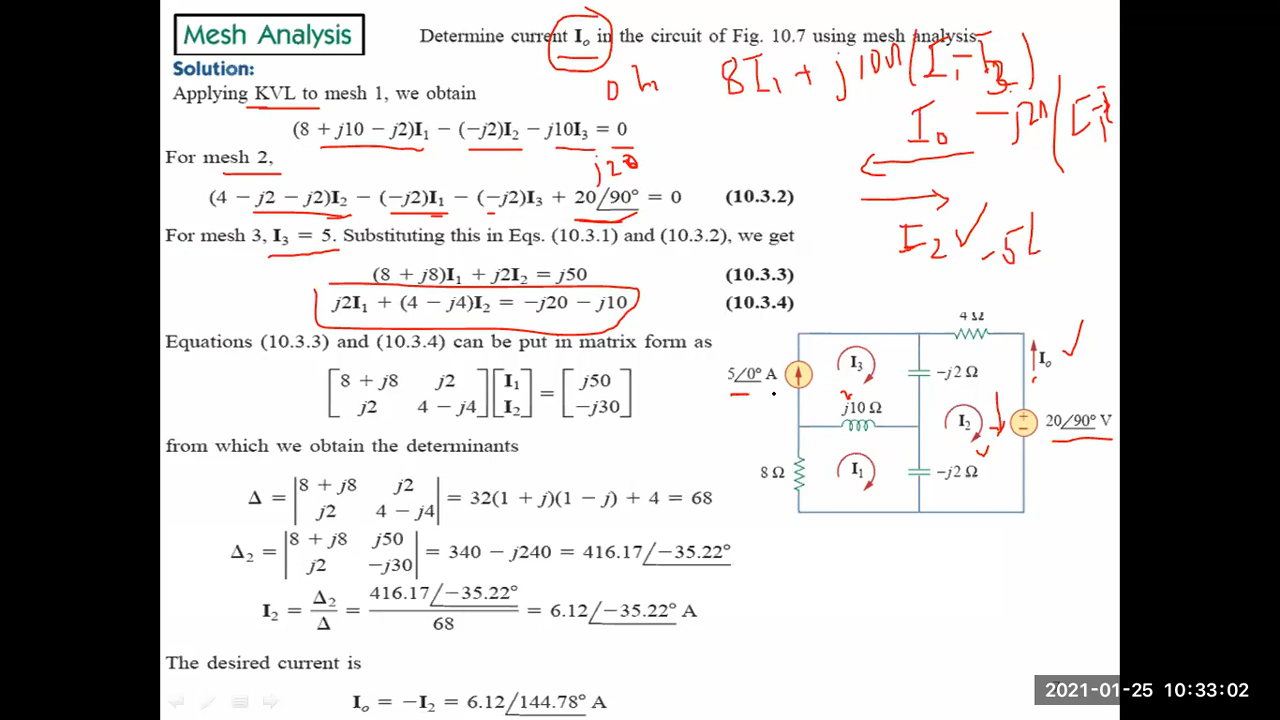 Mesh Analysis
Determine current Iₒ in the circuit of Fig. 10.7 using mesh analysis.
Solution:
Applying KVL to mesh 1, we obtain
8I₁ + j10Ω(I₁ - I₃)
(8 + j10 − j2)I₁ − (−j2)I₂ − j10I₃ = 0
Iₒ
For mesh 2,
j20
(4 − j2 − j2)I₂ − (−j2)I₁ − (−j2)I₃ + 20∠90° = 0 (10.3.2)
For mesh 3, I₃ = 5. Substituting this in Eqs. (10.3.1) and (10.3.2), we get
I₂ ✓
(8 + j8)I₁ + j2I₂ = j50 (10.3.3)
j2I₁ + (4 − j4)I₂ = −j20 − j10 (10.3.4)
Equations (10.3.3) and (10.3.4) can be put in matrix form as
[8 + j8 j2] [I₁] = [j50]
[j2 4 − j4] [I₂] [−j30]
from which we obtain the determinants
Δ = |8 + j8 j2| = 32(1 + j)(1 − j) + 4 = 68
|j2 4 − j4|
Δ₂ = |8 + j8 j50| = 340 − j240 = 416.17∠−35.22°
|j2 −j30|
I₂ = Δ₂/Δ = 416.17∠−35.22°/68 = 6.12∠−35.22° A
The desired current is
Iₒ = −I₂ = 6.12∠144.78° A
4 Ω
Iₒ
5∠0° A
I₃
−j2 Ω
j10 Ω
I₂
20∠90° V
8 Ω
I₁
−j2 Ω
2021-01-25 10:33:02